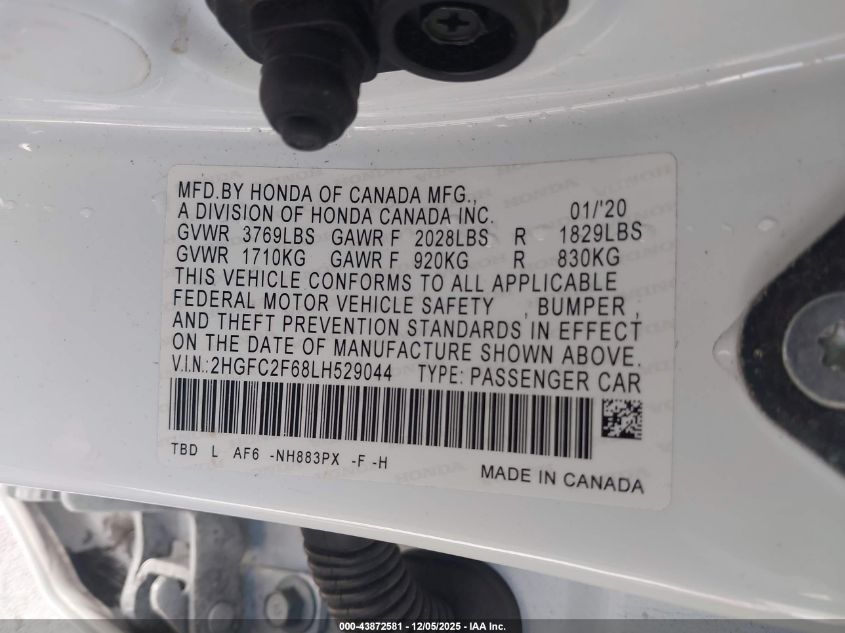 MFD.BY HONDA OF CANADA MFG.,
A DIVISION OF HONDA CANADA INC. 01/'20
GVWR 3769LBS GAWR F 2028LBS R 1829LBS
GVWR 1710KG GAWR F 920KG R 830KG
THIS VEHICLE CONFORMS TO ALL APPLICABLE
FEDERAL MOTOR VEHICLE SAFETY , BUMPER ,
AND THEFT PREVENTION STANDARDS IN EFFECT
ON THE DATE OF MANUFACTURE SHOWN ABOVE.
V.I.N.:2HGFC2F68LH529044 TYPE: PASSENGER CAR
TBD L AF6 -NH883PX -F -H
MADE IN CANADA
000-43872581 - 12/05/2025 - IAA Inc.